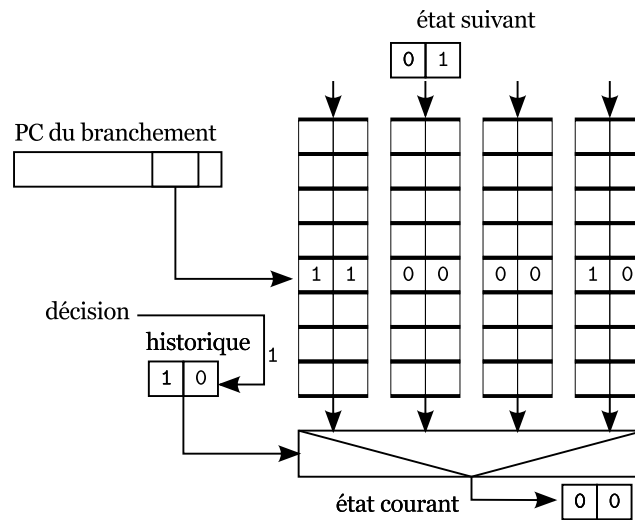 état suivant
0 1
PC du branchement
1 1 0 0 0 0 1 0
décision
historique
1
1 0
état courant
0 0